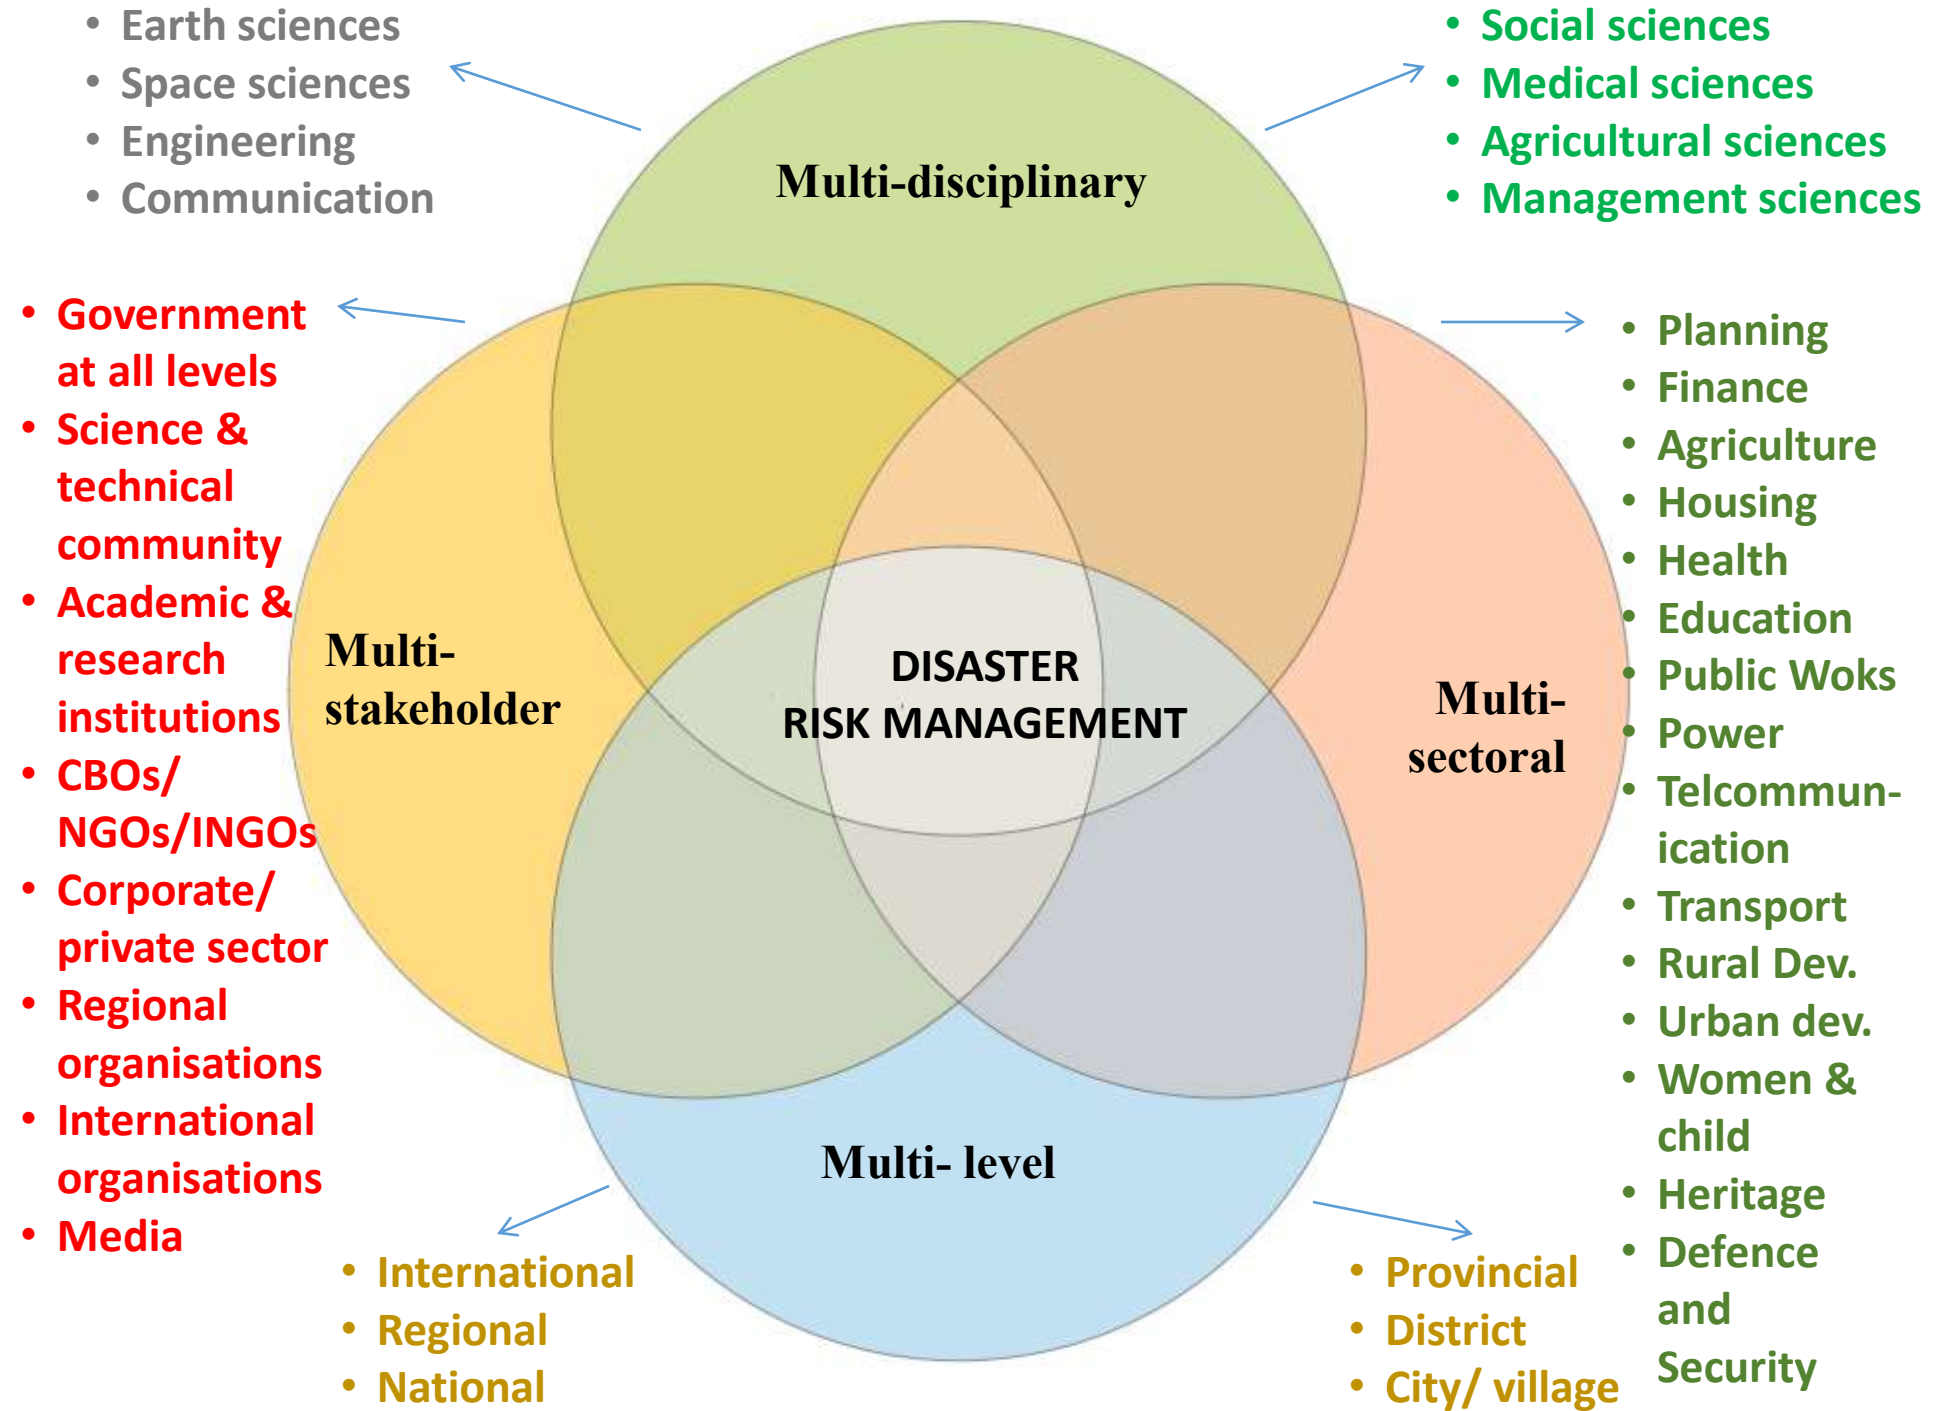 • Earth sciences
• Space sciences
• Engineering
• Communication
• Social sciences
• Medical sciences
• Agricultural sciences
• Management sciences
Multi-disciplinary
• Government
at all levels
• Science &
technical
community
• Academic &
research
institutions
• CBOs/
NGOs/INGOs
• Corporate/
private sector
• Regional
organisations
• International
organisations
• Media
Multi-
stakeholder
DISASTER
RISK MANAGEMENT
Multi-
sectoral
• Planning
• Finance
• Agriculture
• Housing
• Health
• Education
• Public Woks
• Power
• Telcommun-
ication
• Transport
• Rural Dev.
• Urban dev.
• Women &
child
• Heritage
• Defence
and
Security
Multi- level
• International
• Regional
• National
• Provincial
• District
• City/ village